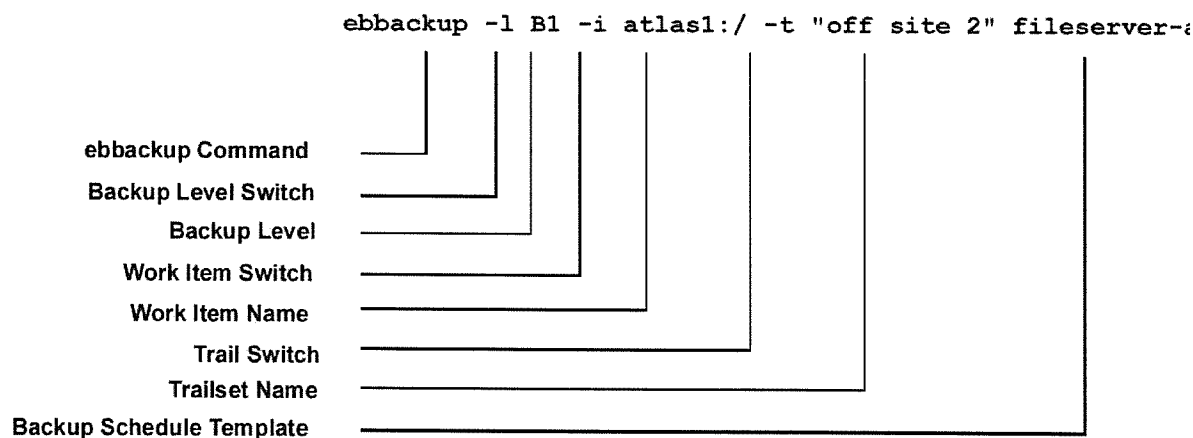 ebbackup -l B1 -i atlas1:/ -t "off site 2" fileserver-a
ebbackup Command
Backup Level Switch
Backup Level
Work Item Switch
Work Item Name
Trail Switch
Trailset Name
Backup Schedule Template